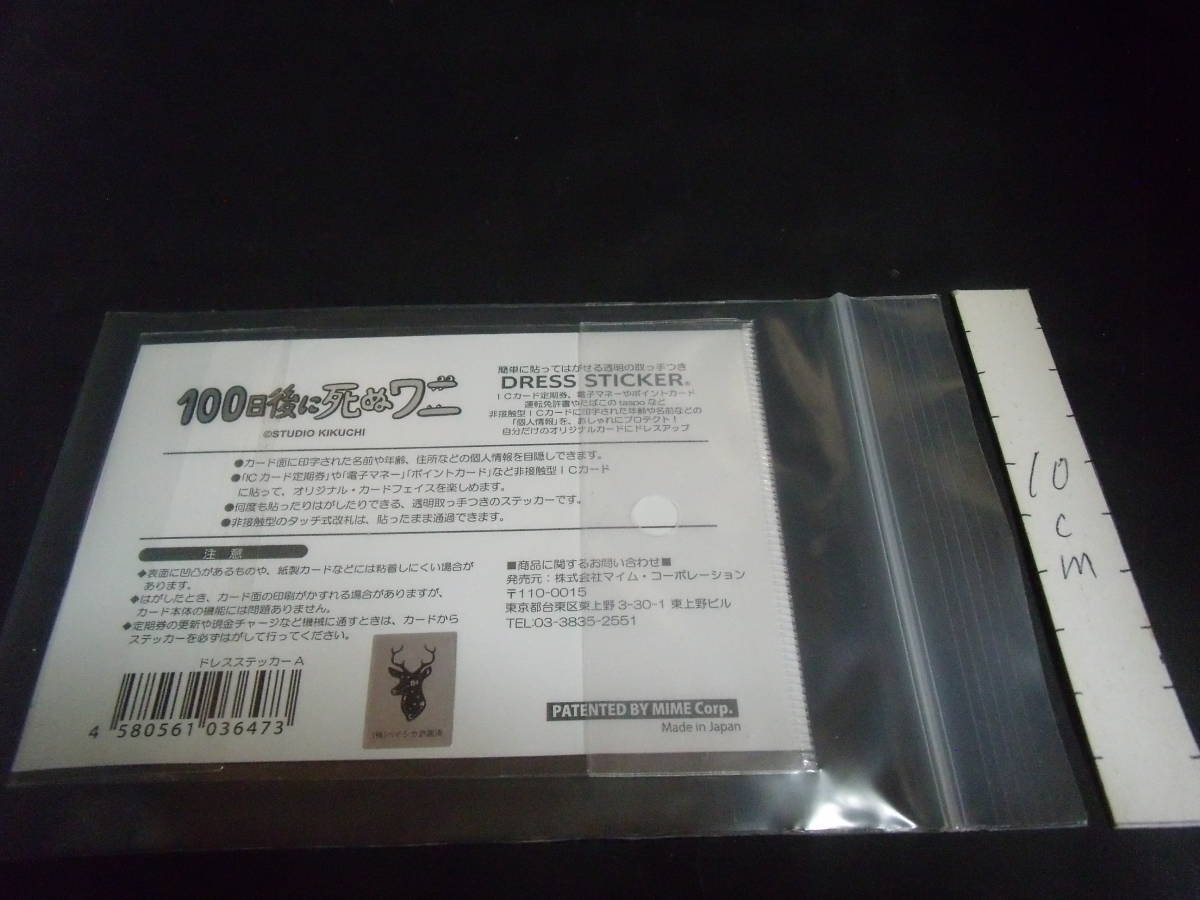 100日後に死ぬワニ
©STUDIO KIKUCHI
簡単に貼ってはがせる透明の取っ手つき
DRESS STICKER®
ICカード定期券、電子マネーやポイントカード
運転免許書やたばこのtaspoなど
非接触型ICカードに印字された年齢や名前などの
「個人情報」を、おしゃれにプロテクト！
自分だけのオリジナルカードにドレスアップ
●カード面に印字された名前や年齢、住所などの個人情報を目隠しできます。
●「ICカード定期券」や「電子マネー」「ポイントカード」など非接触型ICカード
に貼って、オリジナル・カードフェイスを楽しめます。
●何度も貼ったりはがしたりできる、透明取っ手つきのステッカーです。
●非接触型のタッチ式改札は、貼ったまま通過できます。
注 意
◆表面に凹凸があるものや、紙製カードなどには粘着しにくい場合が
あります。
◆はがしたとき、カード面の印刷がかすれる場合がありますが、
カード本体の機能には問題ありません。
◆定期券の更新や現金チャージなど機械に通すときは、カードから
ステッカーを必ずはがして行ってください。
■商品に関するお問い合わせ■
発売元：株式会社マイム・コーポレーション
〒110-0015
東京都台東区東上野3-30-1 東上野ビル
TEL:03-3835-2551
ドレスステッカーA
4 580561 036473
(株)ベイシカ許諾済
PATENTED BY MIME Corp.
Made in Japan
10
c
m